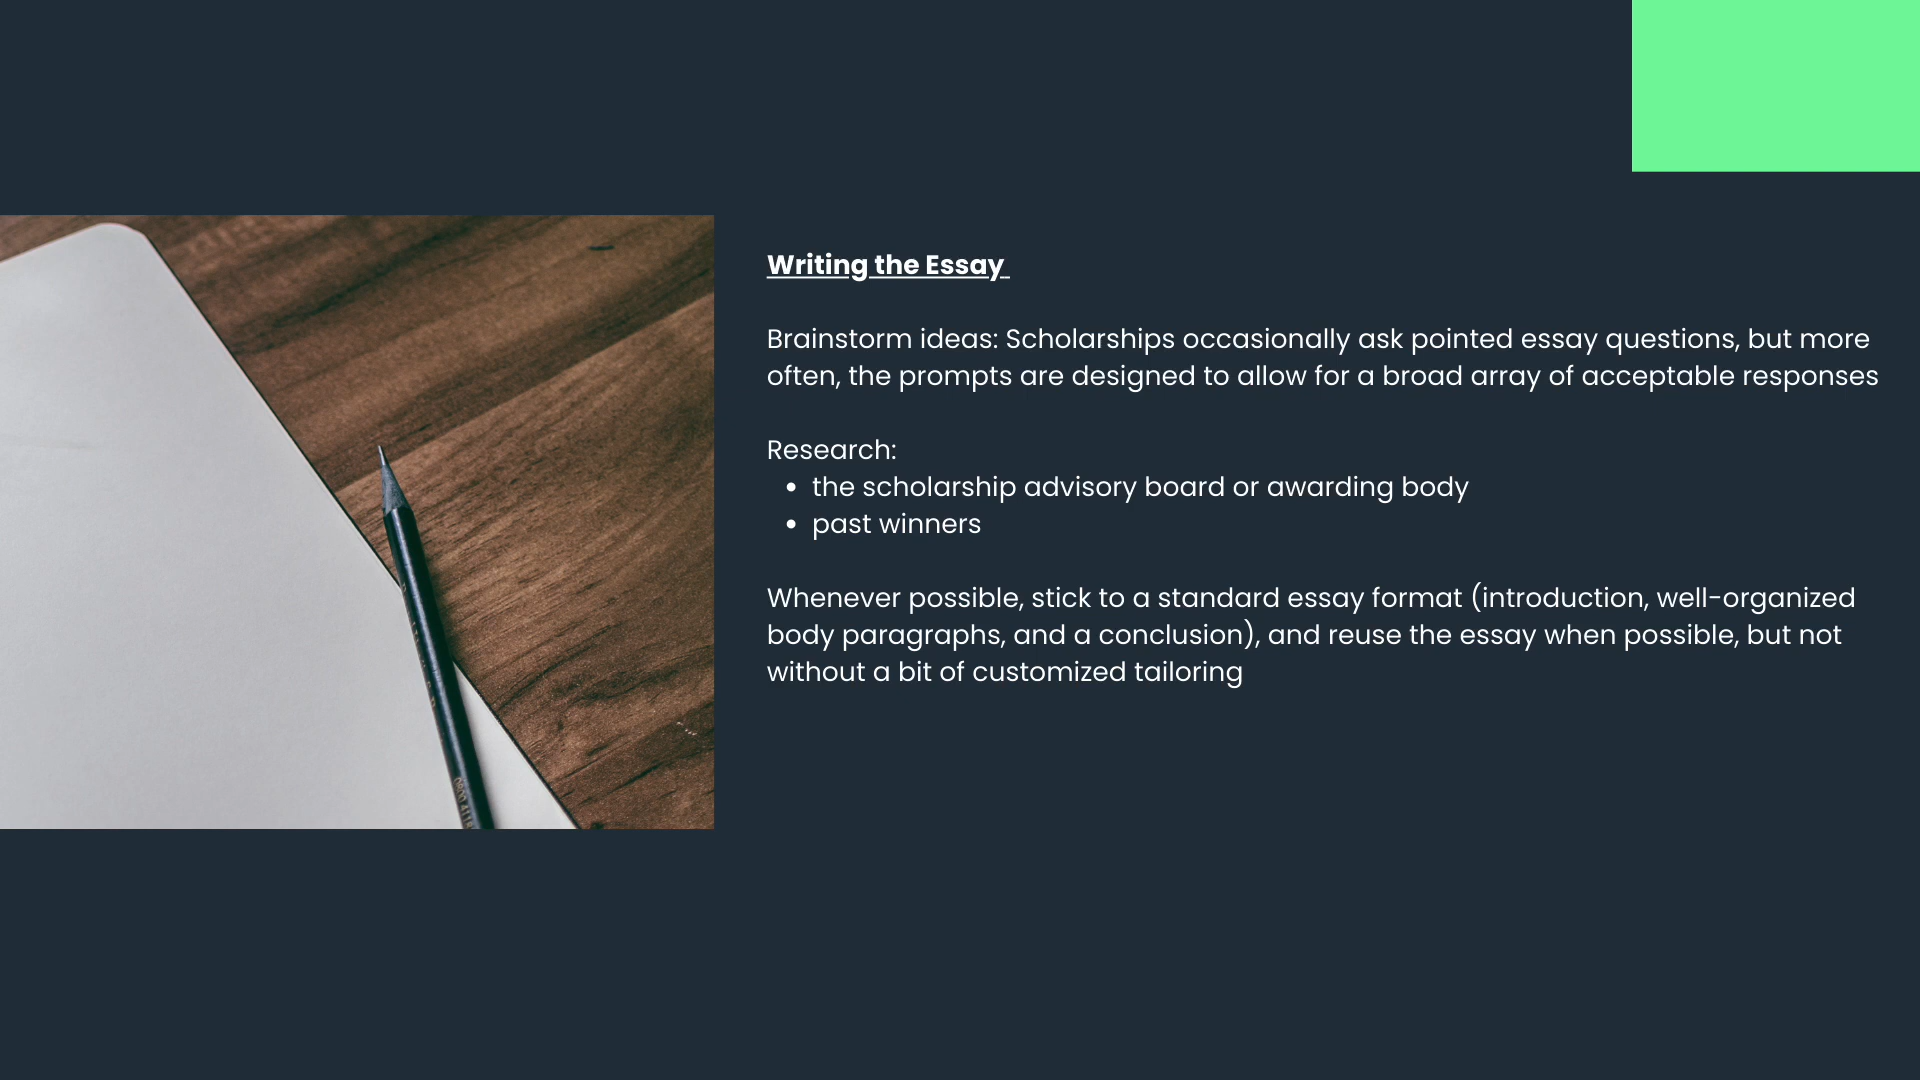 Writing the Essay
Brainstorm ideas: Scholarships occasionally ask pointed essay questions, but more
often, the prompts are designed to allow for a broad array of acceptable responses
Research:
• the scholarship advisory board or awarding body
• past winners
Whenever possible, stick to a standard essay format (introduction, well-organized
body paragraphs, and a conclusion), and reuse the essay when possible, but not
without a bit of customized tailoring